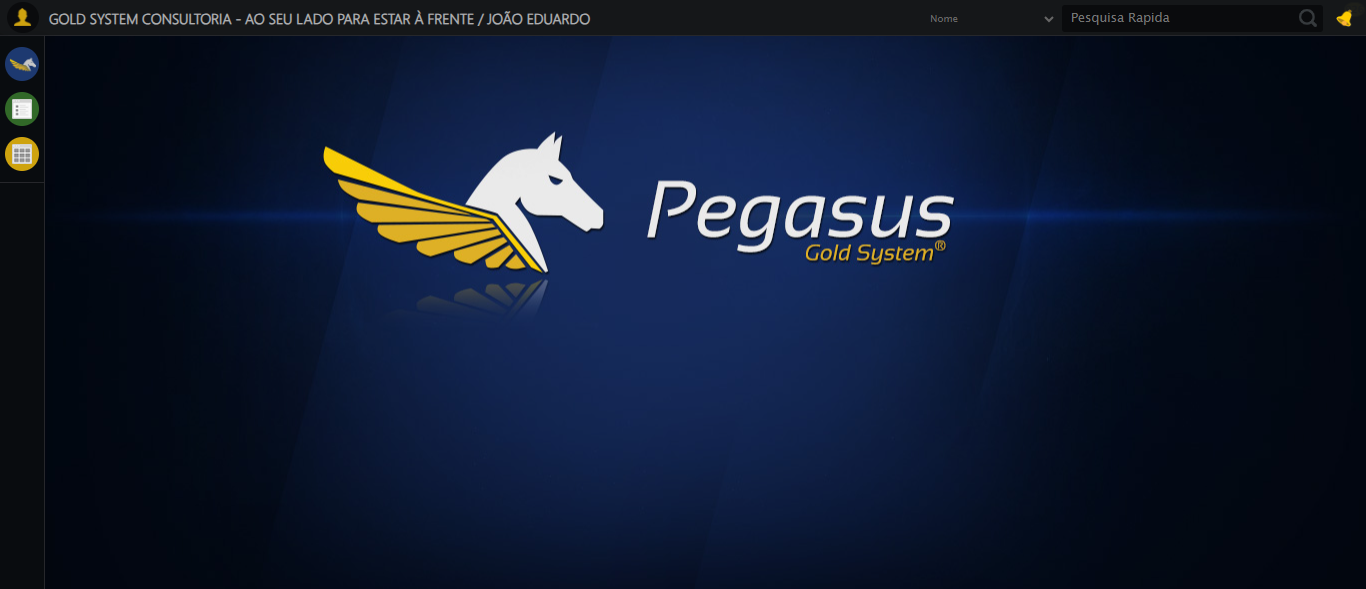 GOLD SYSTEM CONSULTORIA - AO SEU LADO PARA ESTAR À FRENTE / JOÃO EDUARDO
Nome
Pesquisa Rapida
Pegasus
Gold System®